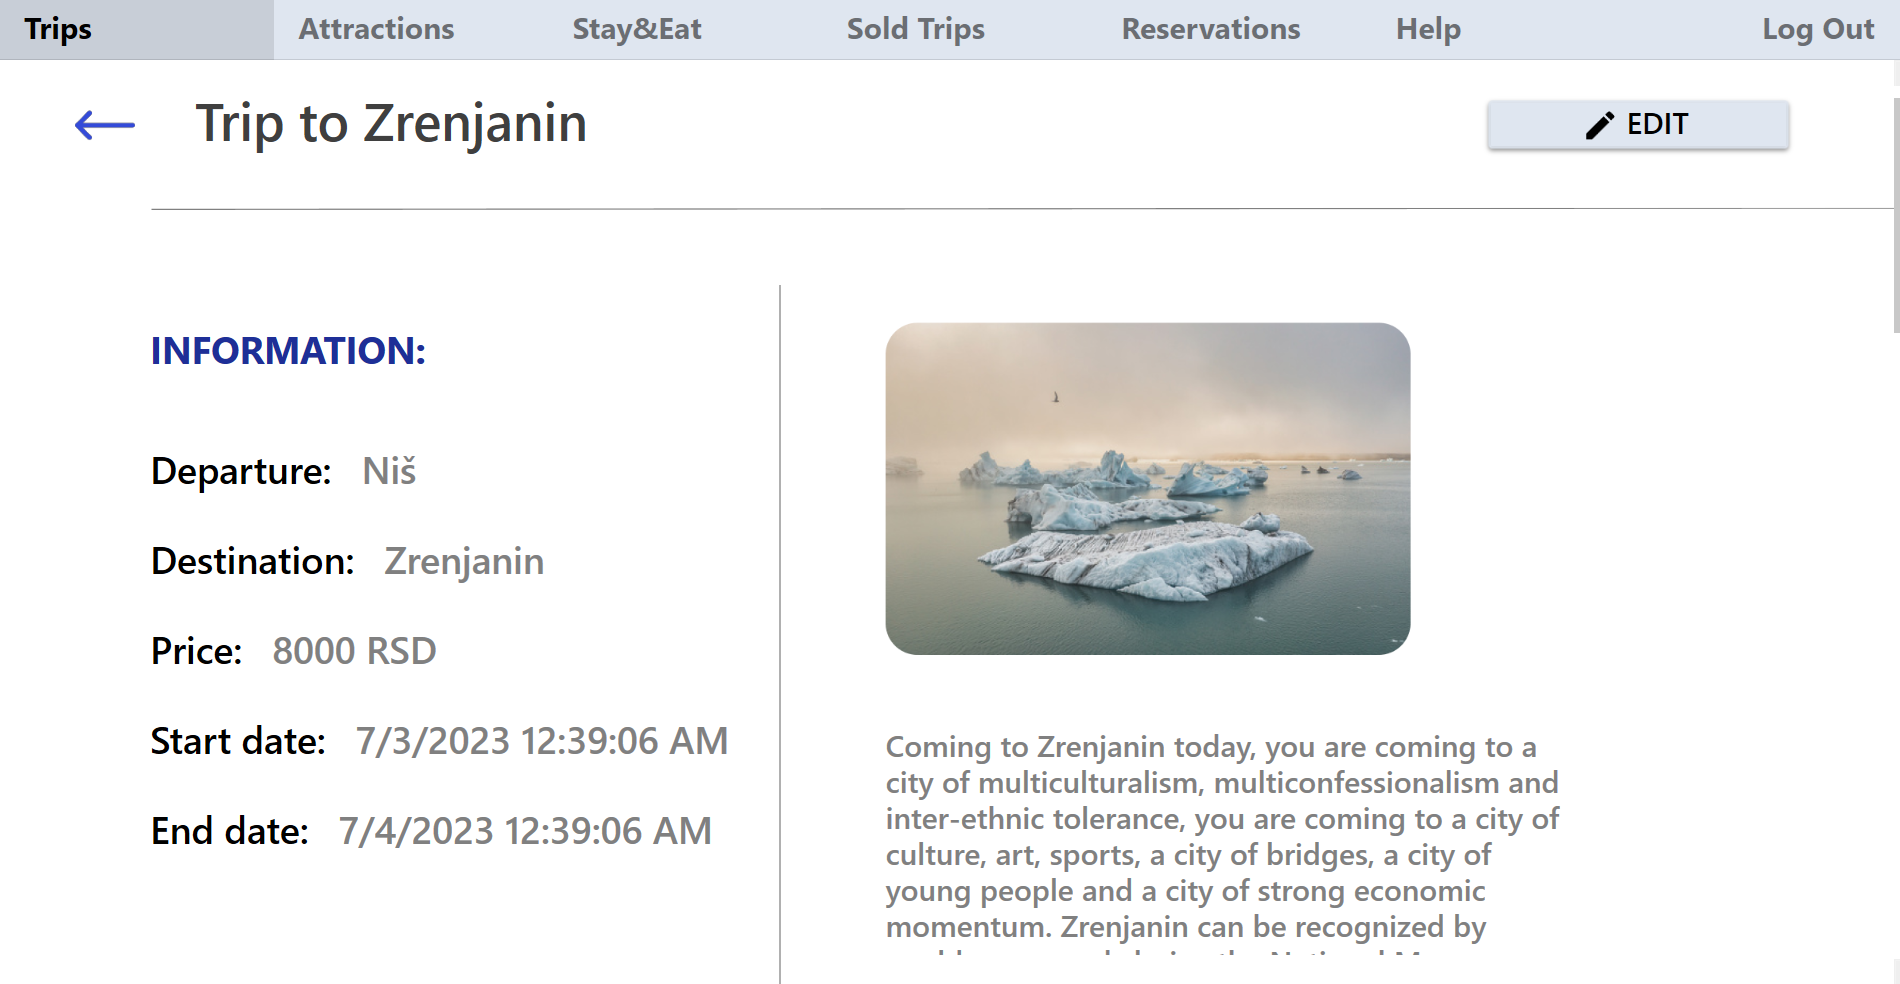 Trips Attractions Stay&Eat Sold Trips Reservations Help Log Out
Trip to Zrenjanin
EDIT
INFORMATION:
Departure: Niš
Destination: Zrenjanin
Price: 8000 RSD
Start date: 7/3/2023 12:39:06 AM
End date: 7/4/2023 12:39:06 AM
Coming to Zrenjanin today, you are coming to a
city of multiculturalism, multiconfessionalism and
inter-ethnic tolerance, you are coming to a city of
culture, art, sports, a city of bridges, a city of
young people and a city of strong economic
momentum. Zrenjanin can be recognized by